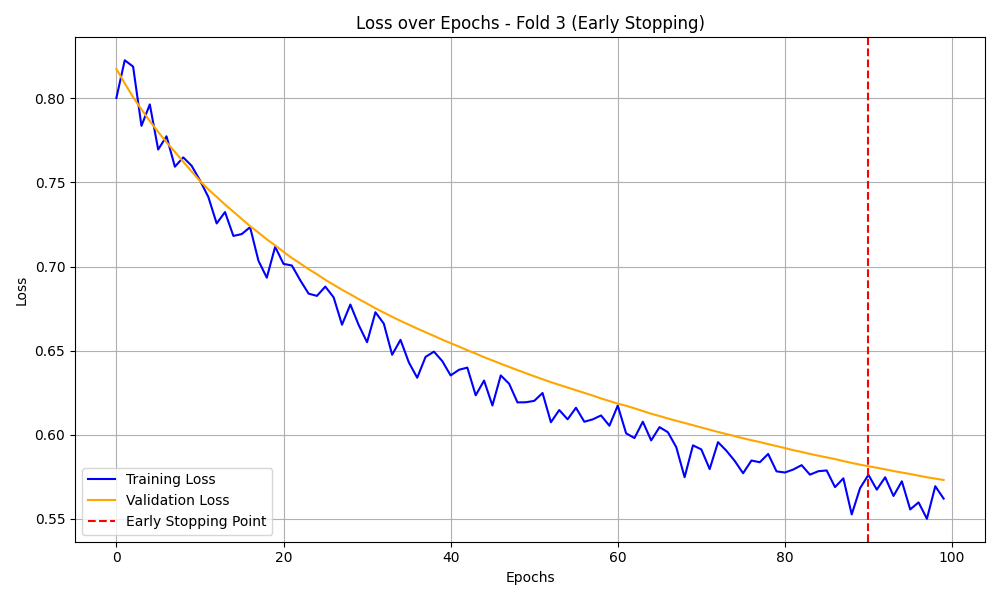 Loss over Epochs - Fold 3 (Early Stopping)
Loss
0.80
0.75
0.70
0.65
0.60
0.55
Training Loss
Validation Loss
Early Stopping Point
0 20 40 60 80 100
Epochs